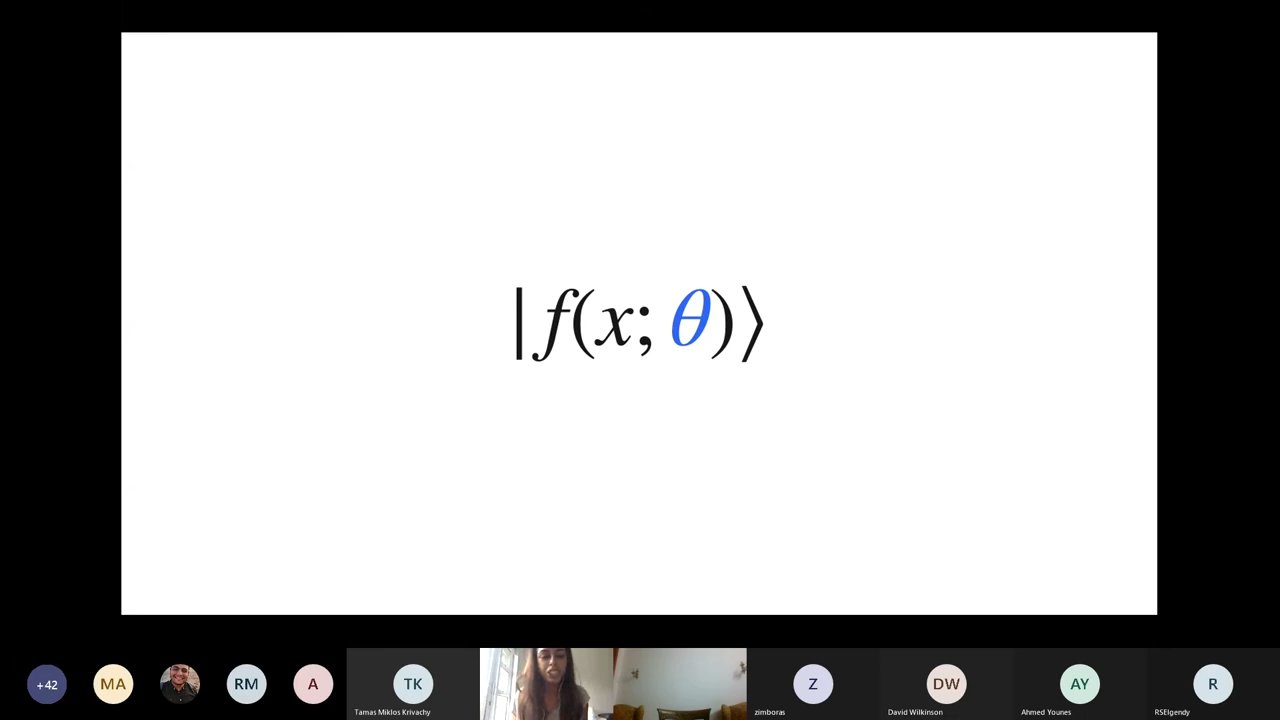 |f(x; θ)⟩
+42
MA
RM
A
TK
Z
DW
AY
R
Tamas Miklos Krivachy
zimboras
David Wilkinson
Ahmed Younes
RSElgendy